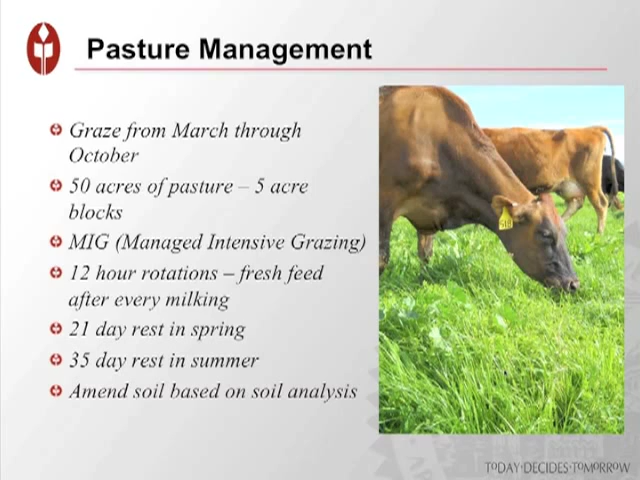 Pasture Management
Graze from March through
October
50 acres of pasture – 5 acre
blocks
MIG (Managed Intensive Grazing)
12 hour rotations – fresh feed
after every milking
21 day rest in spring
35 day rest in summer
Amend soil based on soil analysis
TODAY·DECIDES·TOMORROW